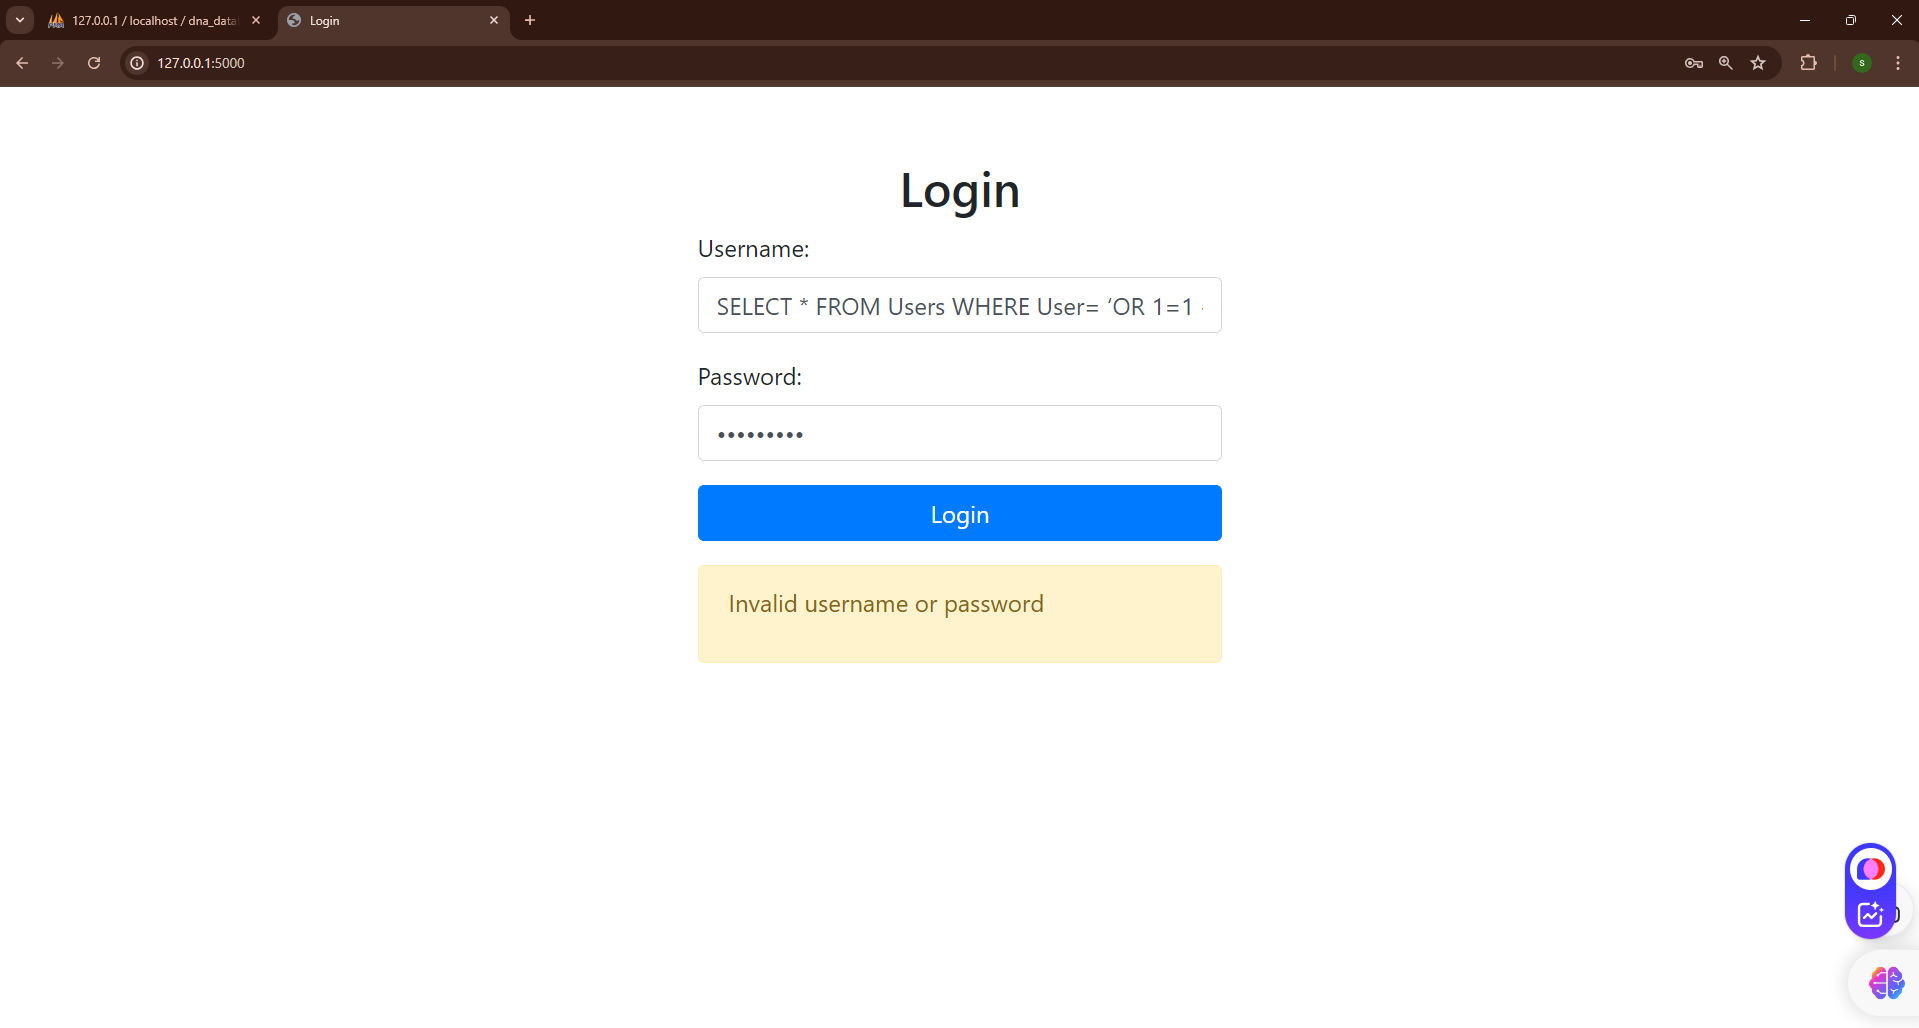 127.0.0.1 / localhost / dna_data
Login
127.0.0.1:5000
S
Login
Username:
SELECT * FROM Users WHERE User= ‘OR 1=1 -
Password:
•••••••••
Login
Invalid username or password